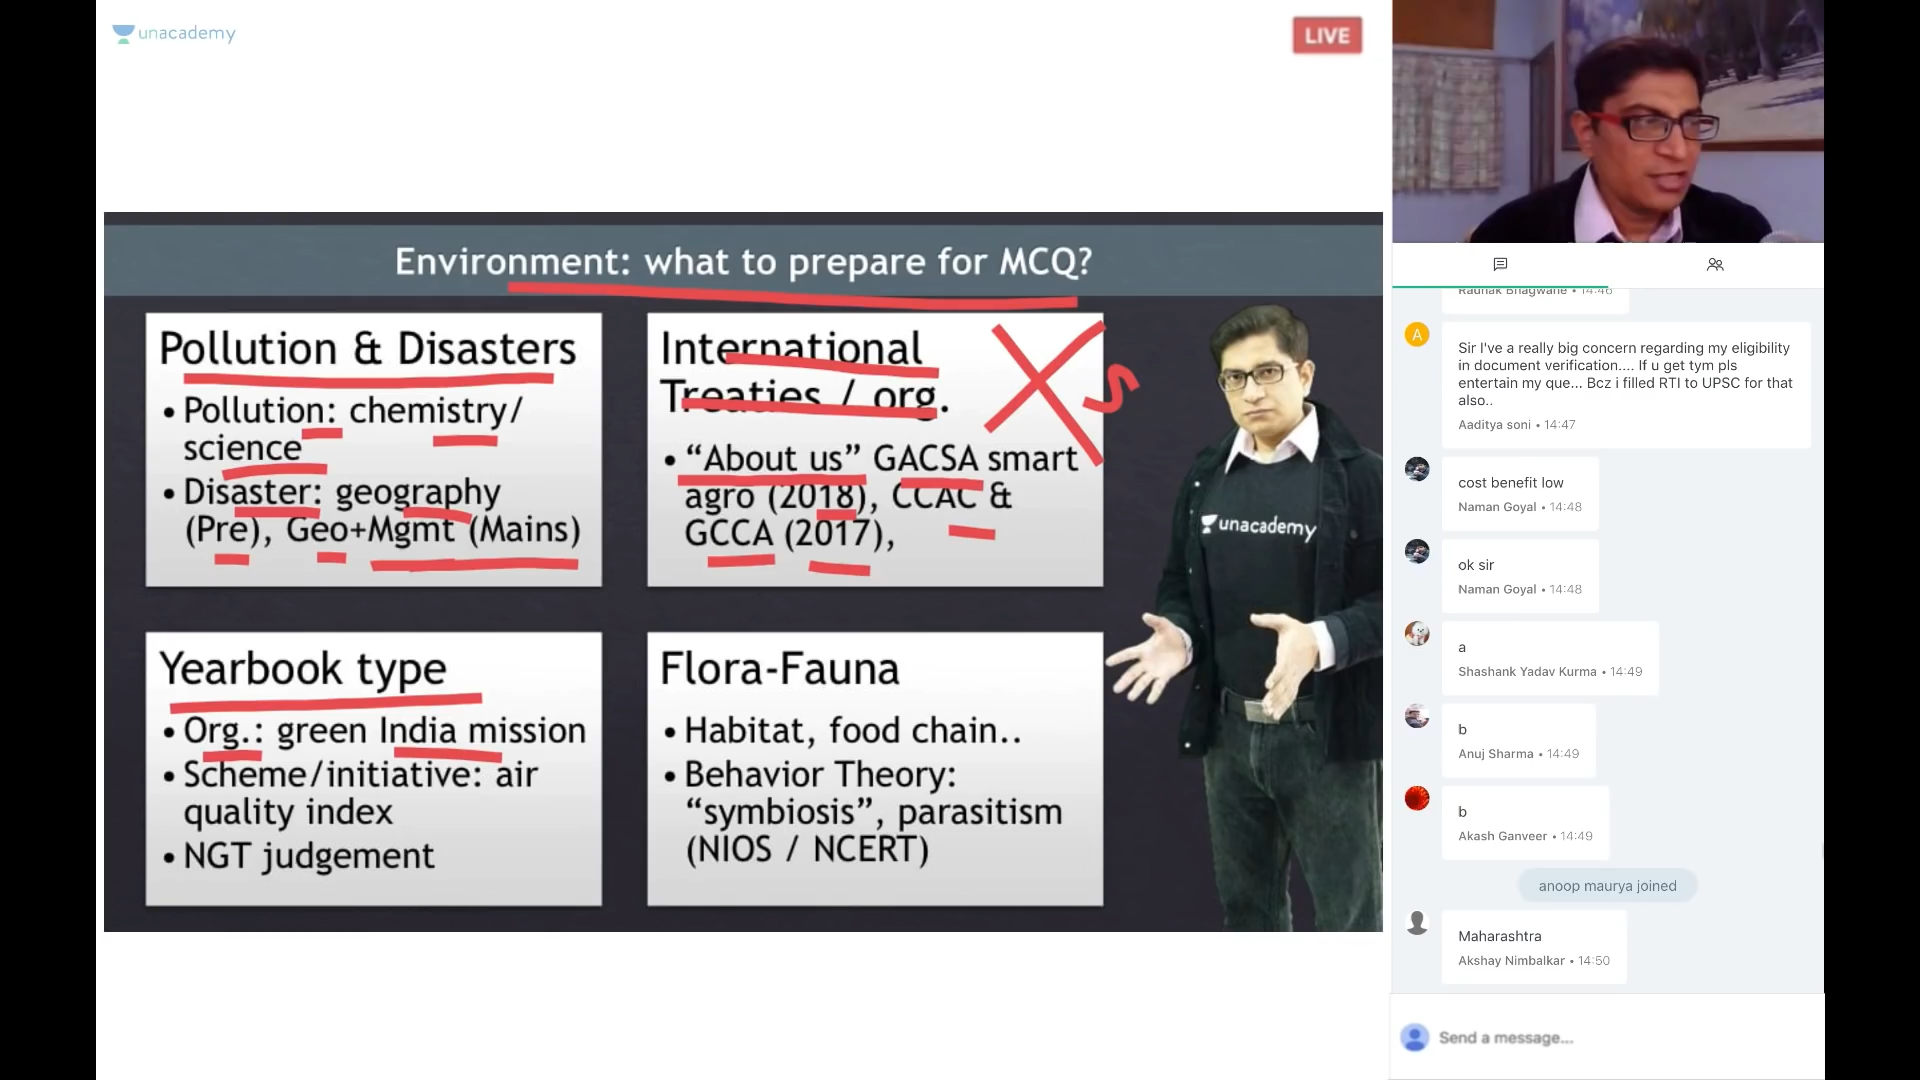 unacademy
LIVE
Environment: what to prepare for MCQ?
Pollution & Disasters
• Pollution: chemistry/
science
• Disaster: geography
(Pre), Geo+Mgmt (Mains)
International
Treaties / org.
• “About us” GACSA smart
agro (2018), CCAC &
GCCA (2017),
Yearbook type
• Org.: green India mission
• Scheme/initiative: air
quality index
• NGT judgement
Flora-Fauna
• Habitat, food chain..
• Behavior Theory:
“symbiosis”, parasitism
(NIOS / NCERT)
unacademy
Bhagwane • 14:46
A
Sir I've a really big concern regarding my eligibility
in document verification.... If u get tym pls
entertain my que... Bcz i filled RTI to UPSC for that
also..
Aaditya soni • 14:47
cost benefit low
Naman Goyal • 14:48
ok sir
Naman Goyal • 14:48
a
Shashank Yadav Kurma • 14:49
b
Anuj Sharma • 14:49
b
Akash Ganveer • 14:49
anoop maurya joined
Maharashtra
Akshay Nimbalkar • 14:50
Send a message...